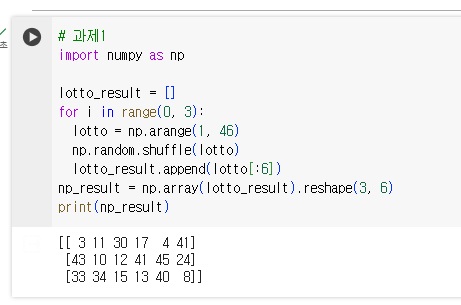 초
# 과제1
import numpy as np
lotto_result = []
for i in range(0, 3):
  lotto = np.arange(1, 46)
  np.random.shuffle(lotto)
  lotto_result.append(lotto[:6])
np_result = np.array(lotto_result).reshape(3, 6)
print(np_result)
[[ 3 11 30 17  4 41]
 [43 10 12 41 45 24]
 [33 34 15 13 40  8]]